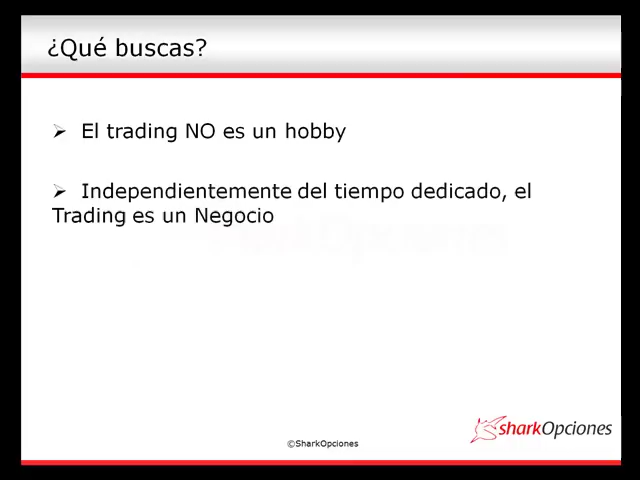 ¿Qué buscas?
➢ El trading NO es un hobby
➢ Independientemente del tiempo dedicado, el
Trading es un Negocio
sharkOpciones
©SharkOpciones